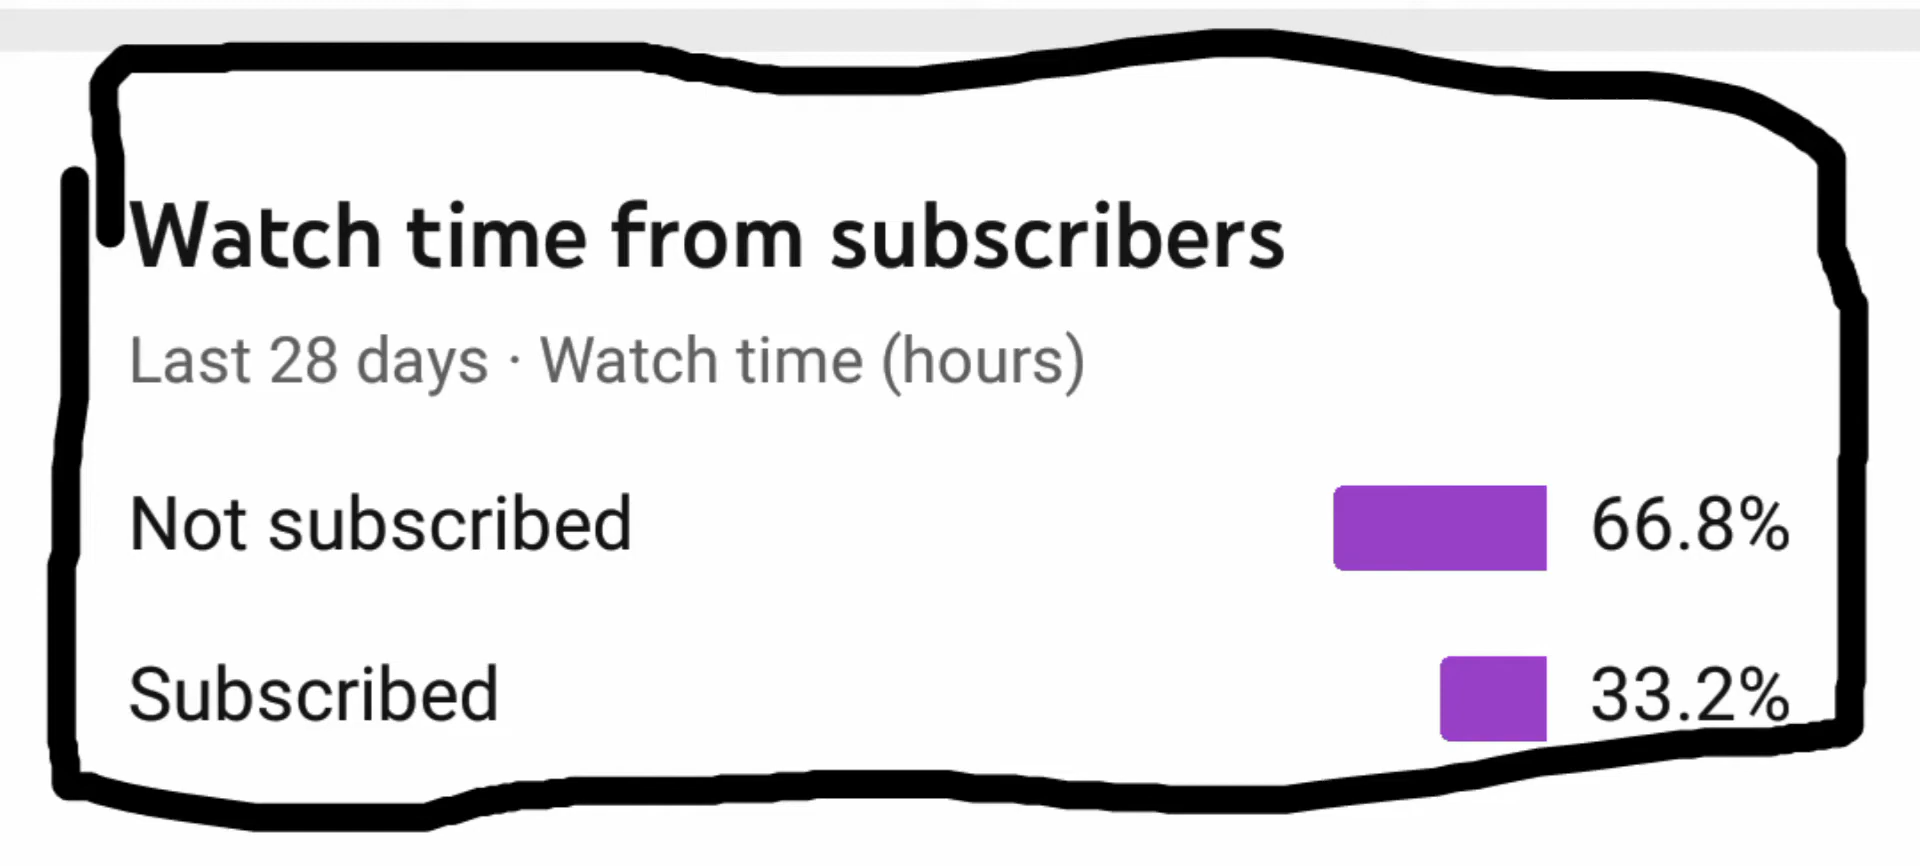 Watch time from subscribers
Last 28 days · Watch time (hours)
Not subscribed 66.8%
Subscribed 33.2%